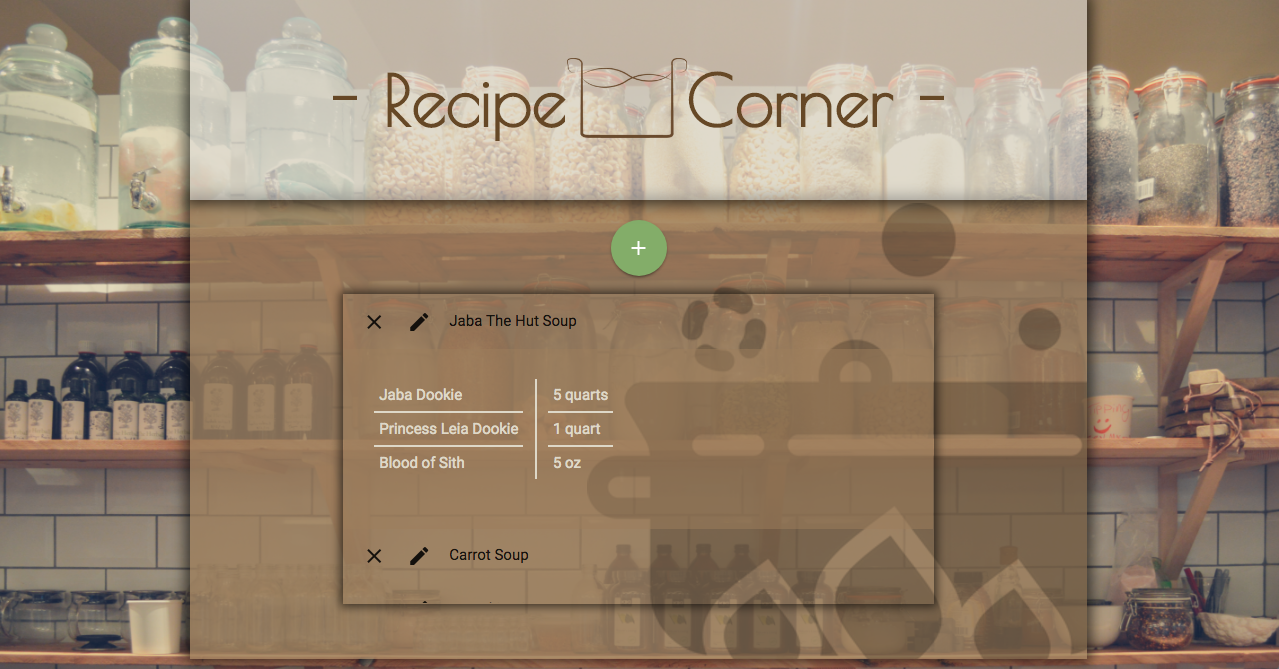 - Recipe Corner -
+
Jaba The Hut Soup
Jaba Dookie 5 quarts
Princess Leia Dookie 1 quart
Blood of Sith 5 oz
Carrot Soup